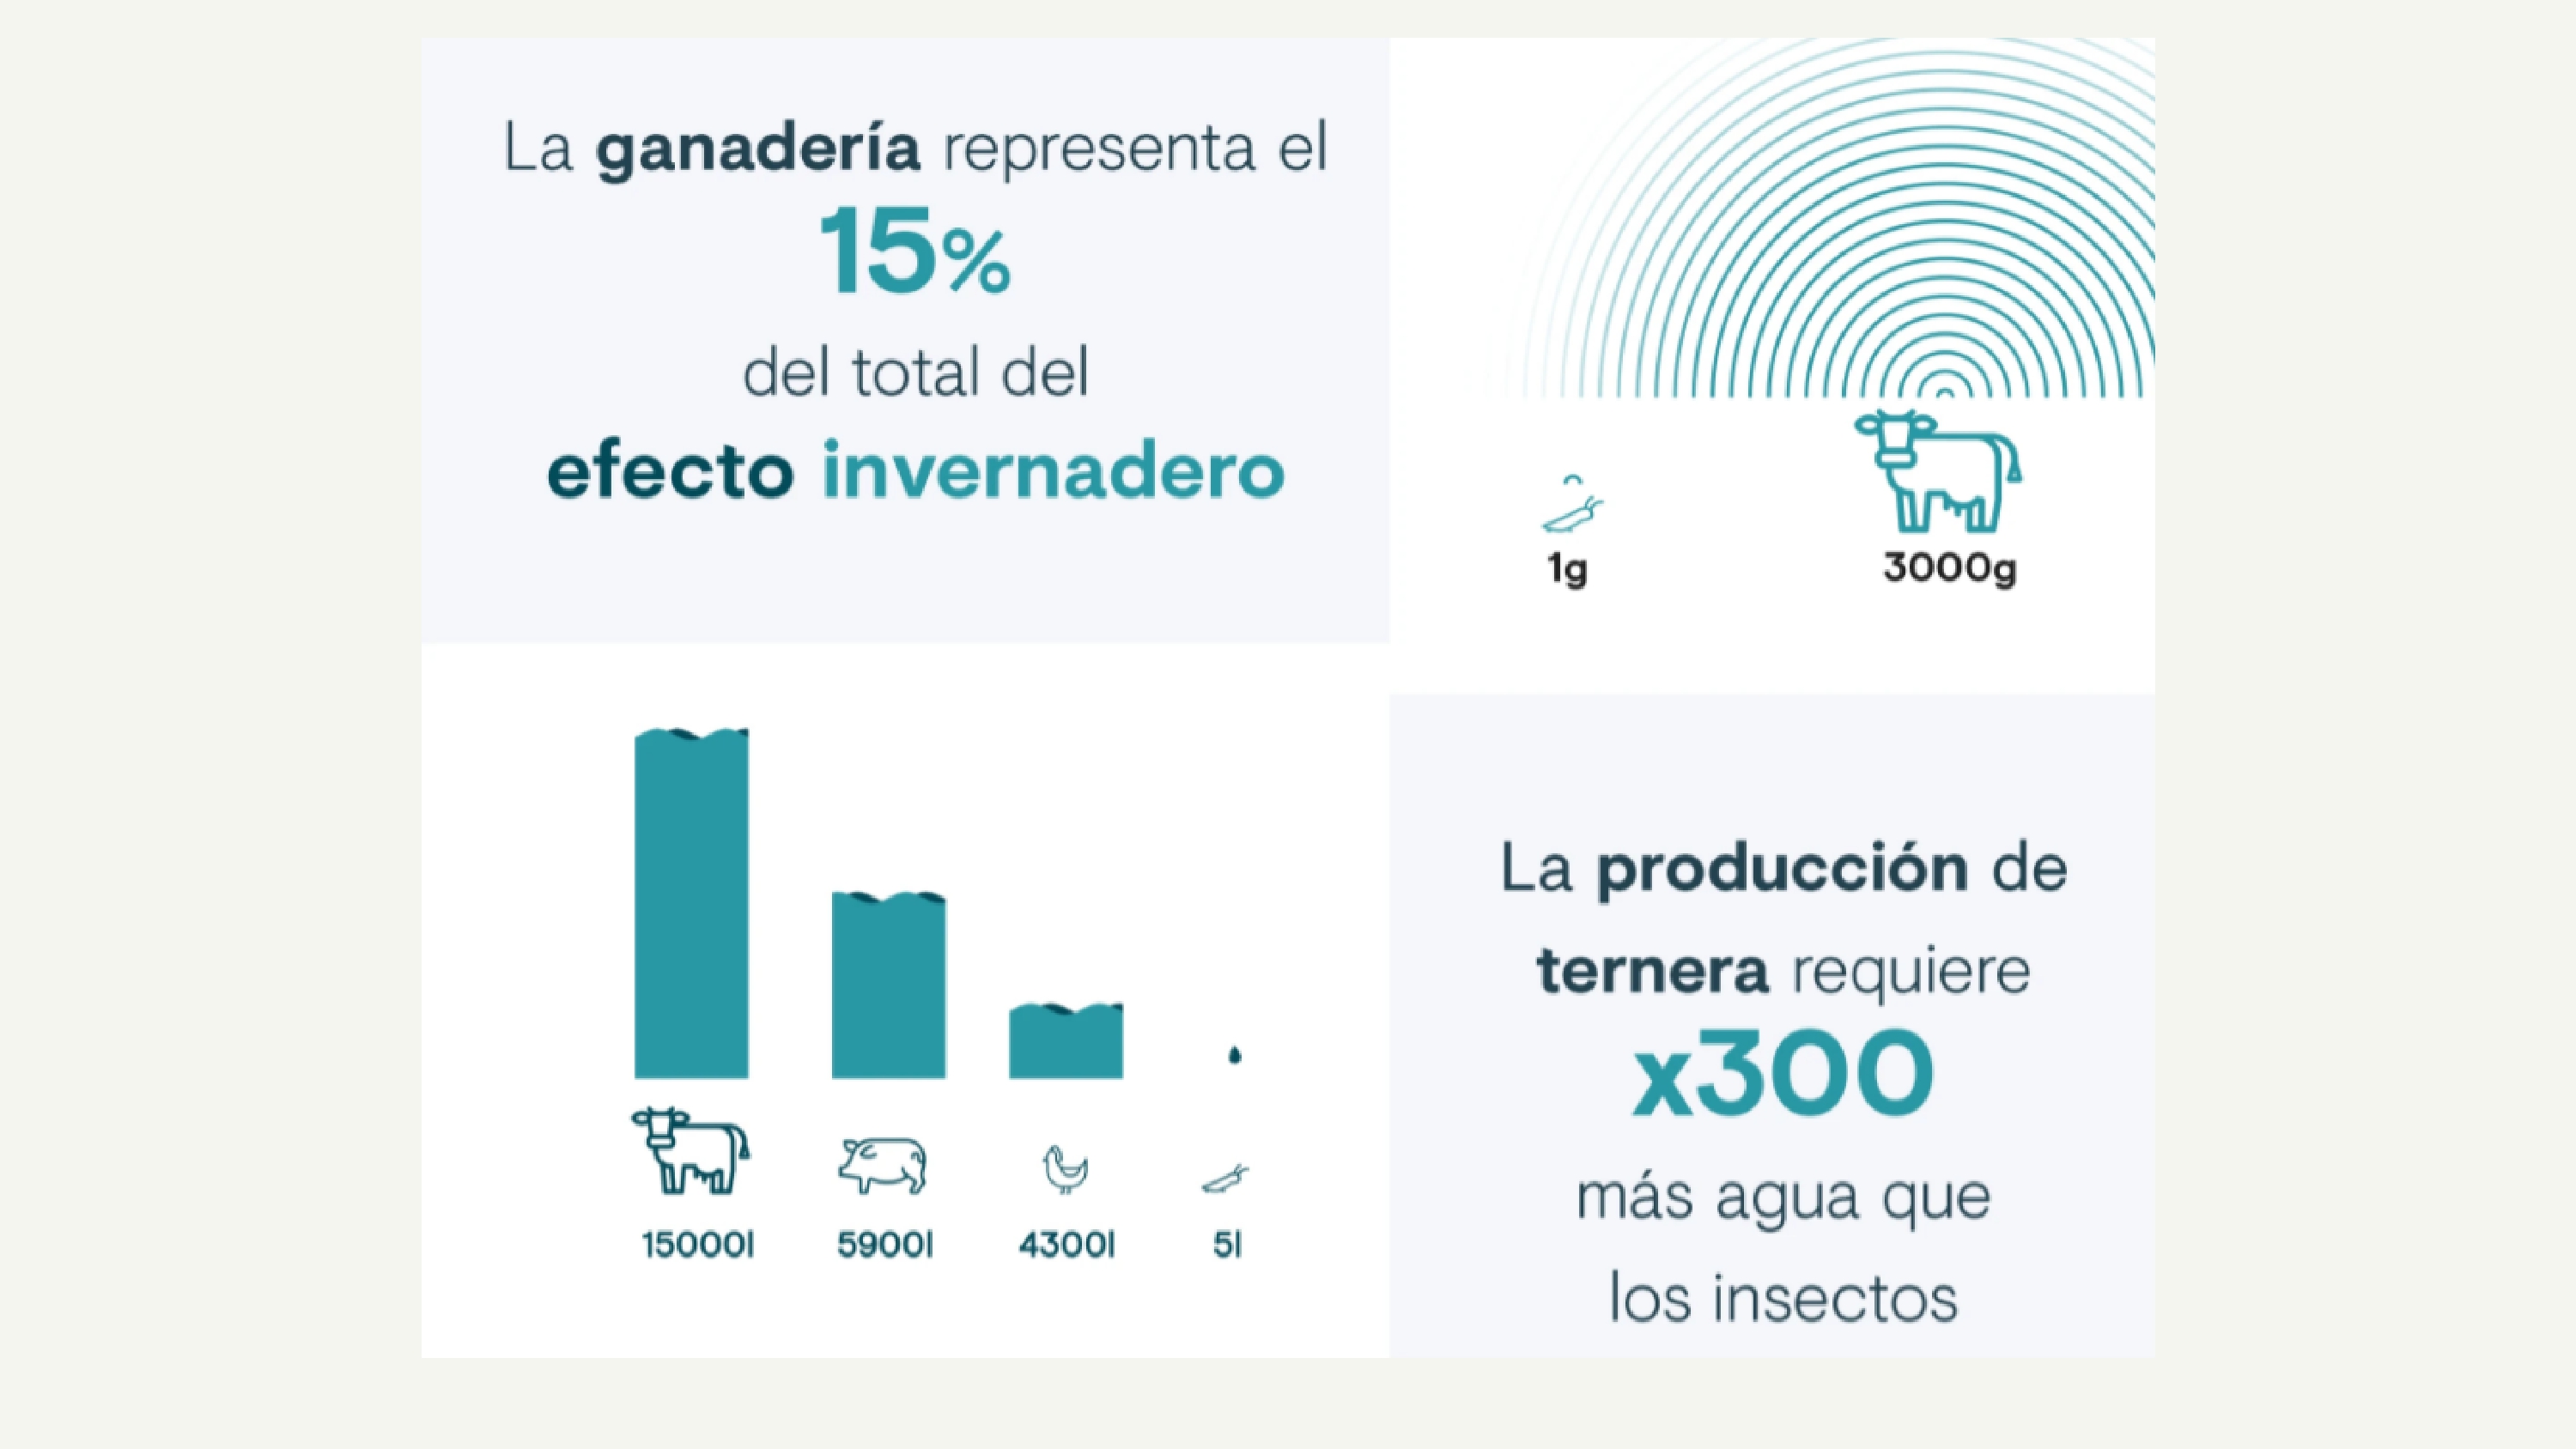 La ganadería representa el
15%
del total del
efecto invernadero
1g
3000g
15000l
5900l
4300l
5l
La producción de
ternera requiere
x300
más agua que
los insectos